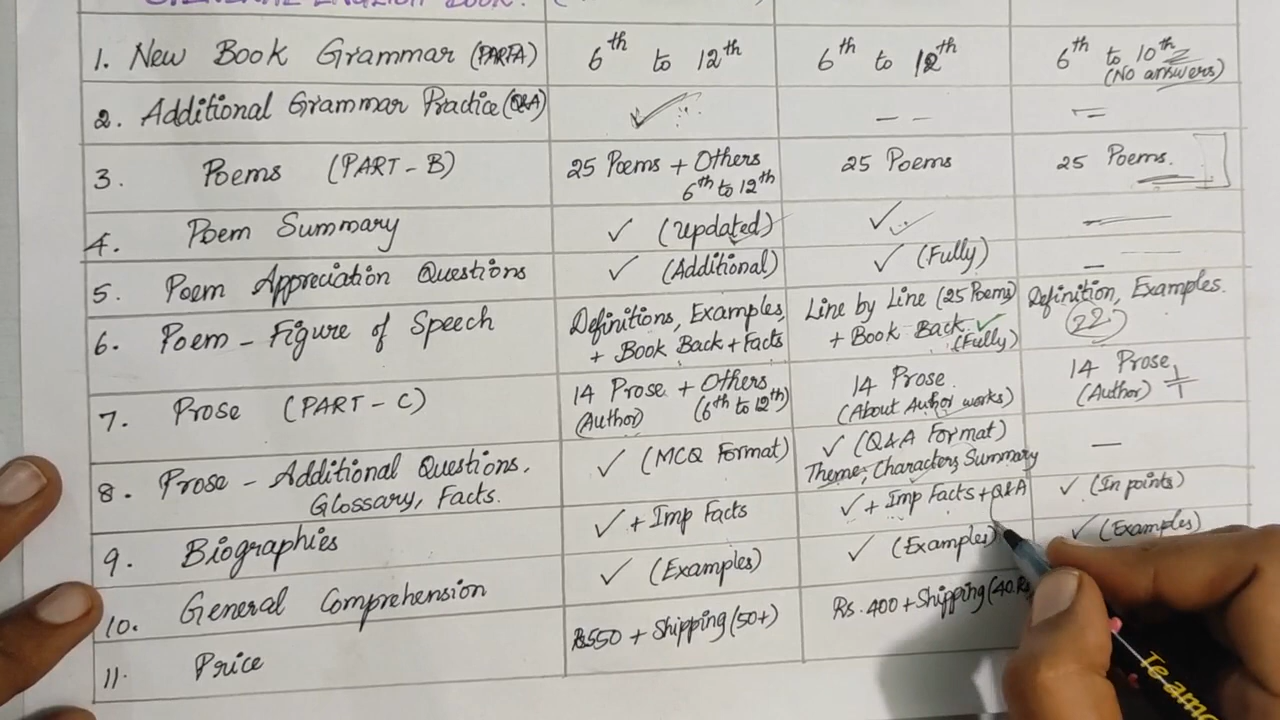 GENERAL ENGLISH BOOK.
1. New Book Grammar (PART A)
6th to 12th
6th to 12th
6th to 10th
(No answers)
2. Additional Grammar Practice (Q&A)
✓
- -
-
3. Poems (PART - B)
25 Poems + Others
6th to 12th
25 Poems
25 Poems.
4. Poem Summary
✓ (Updated)
✓
5. Poem Appreciation Questions
✓ (Additional)
✓ (Fully)
-
6. Poem - Figure of Speech
Definitions, Examples,
+ Book Back + Facts
Line by Line (25 Poems)
+ Book Back ✓
(Fully)
Definition, Examples.
22
7. Prose (PART - C)
14 Prose + Others
(Author) (6th to 12th)
14 Prose.
(About Author works)
14 Prose
(Author)
8. Prose - Additional Questions,
Glossary, Facts.
✓ (MCQ Format)
✓ (Q&A Format)
Theme, Characters, Summary
-
9. Biographies
✓ + Imp Facts
✓ + Imp Facts + Q&A
✓ (In points)
10. General Comprehension
✓ (Examples)
✓ (Examples)
✓ (Examples)
11. Price
Rs550 + Shipping (50+)
Rs. 400 + Shipping (40.Rs